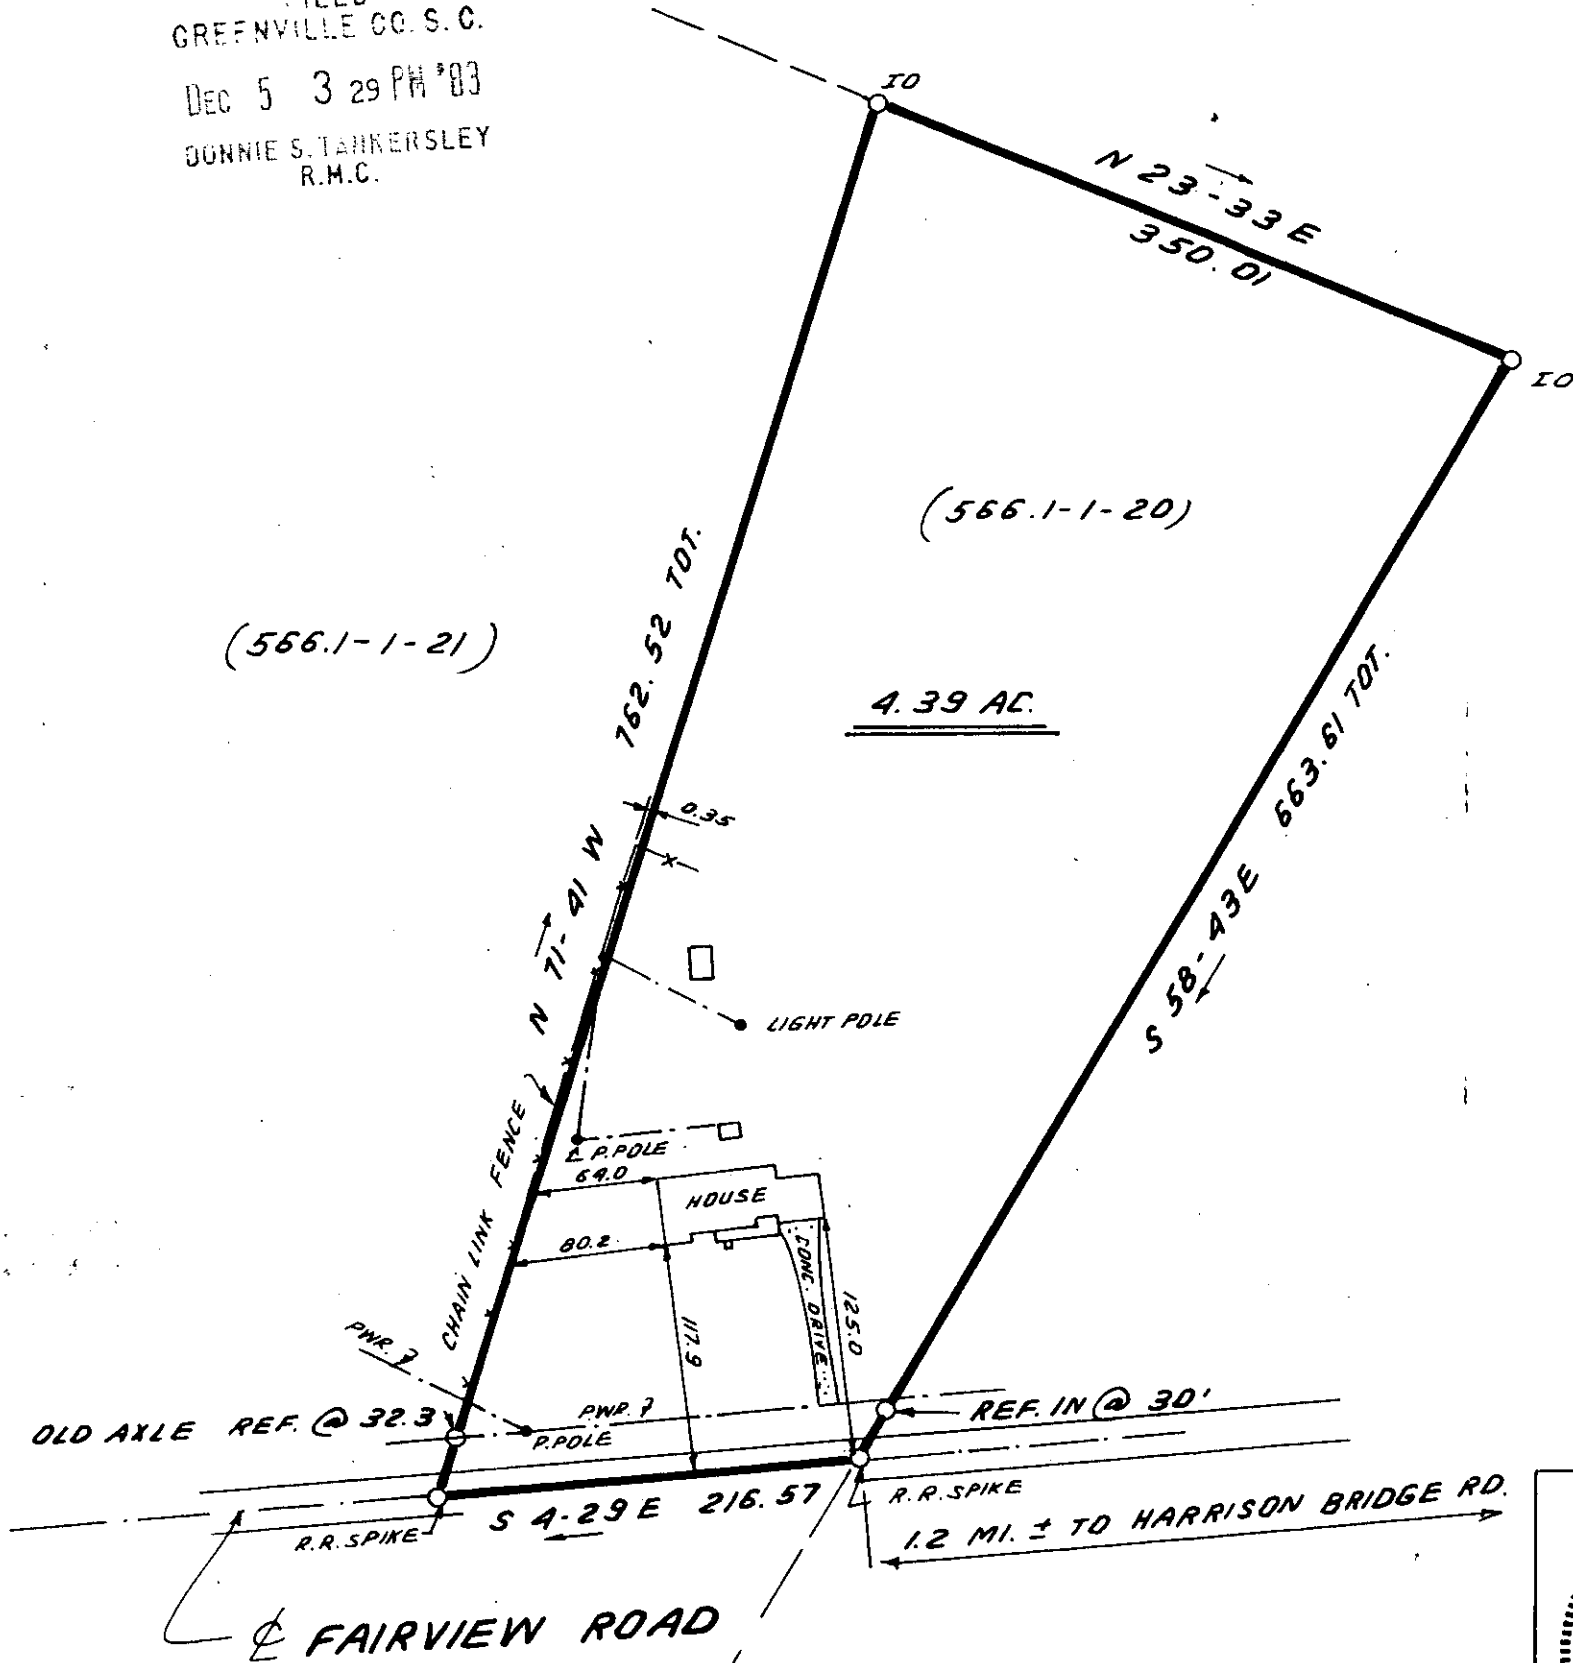 GREENVILLE CO. S. C.
DEC 5 3 29 PM '83
DONNIE S. TANKERSLEY
R.M.C.
IO
N 23-33 E
350.01
IO
(566.1-1-20)
762.52 TOT.
(566.1-1-21)
4.39 AC.
663.61 TOT.
0.35
X
N 71-41 W
S 58-43 E
LIGHT POLE
CHAIN LINK FENCE
P. POLE
64.0
HOUSE
80.2
CONC. DRIVE
125.0
117.9
PWR.
OLD AXLE REF. @ 32.3
PWR.
REF. IN @ 30'
P. POLE
R.R. SPIKE
S 4-29 E 216.57
R.R. SPIKE
1.2 MI. ± TO HARRISON BRIDGE RD.
℄ FAIRVIEW ROAD